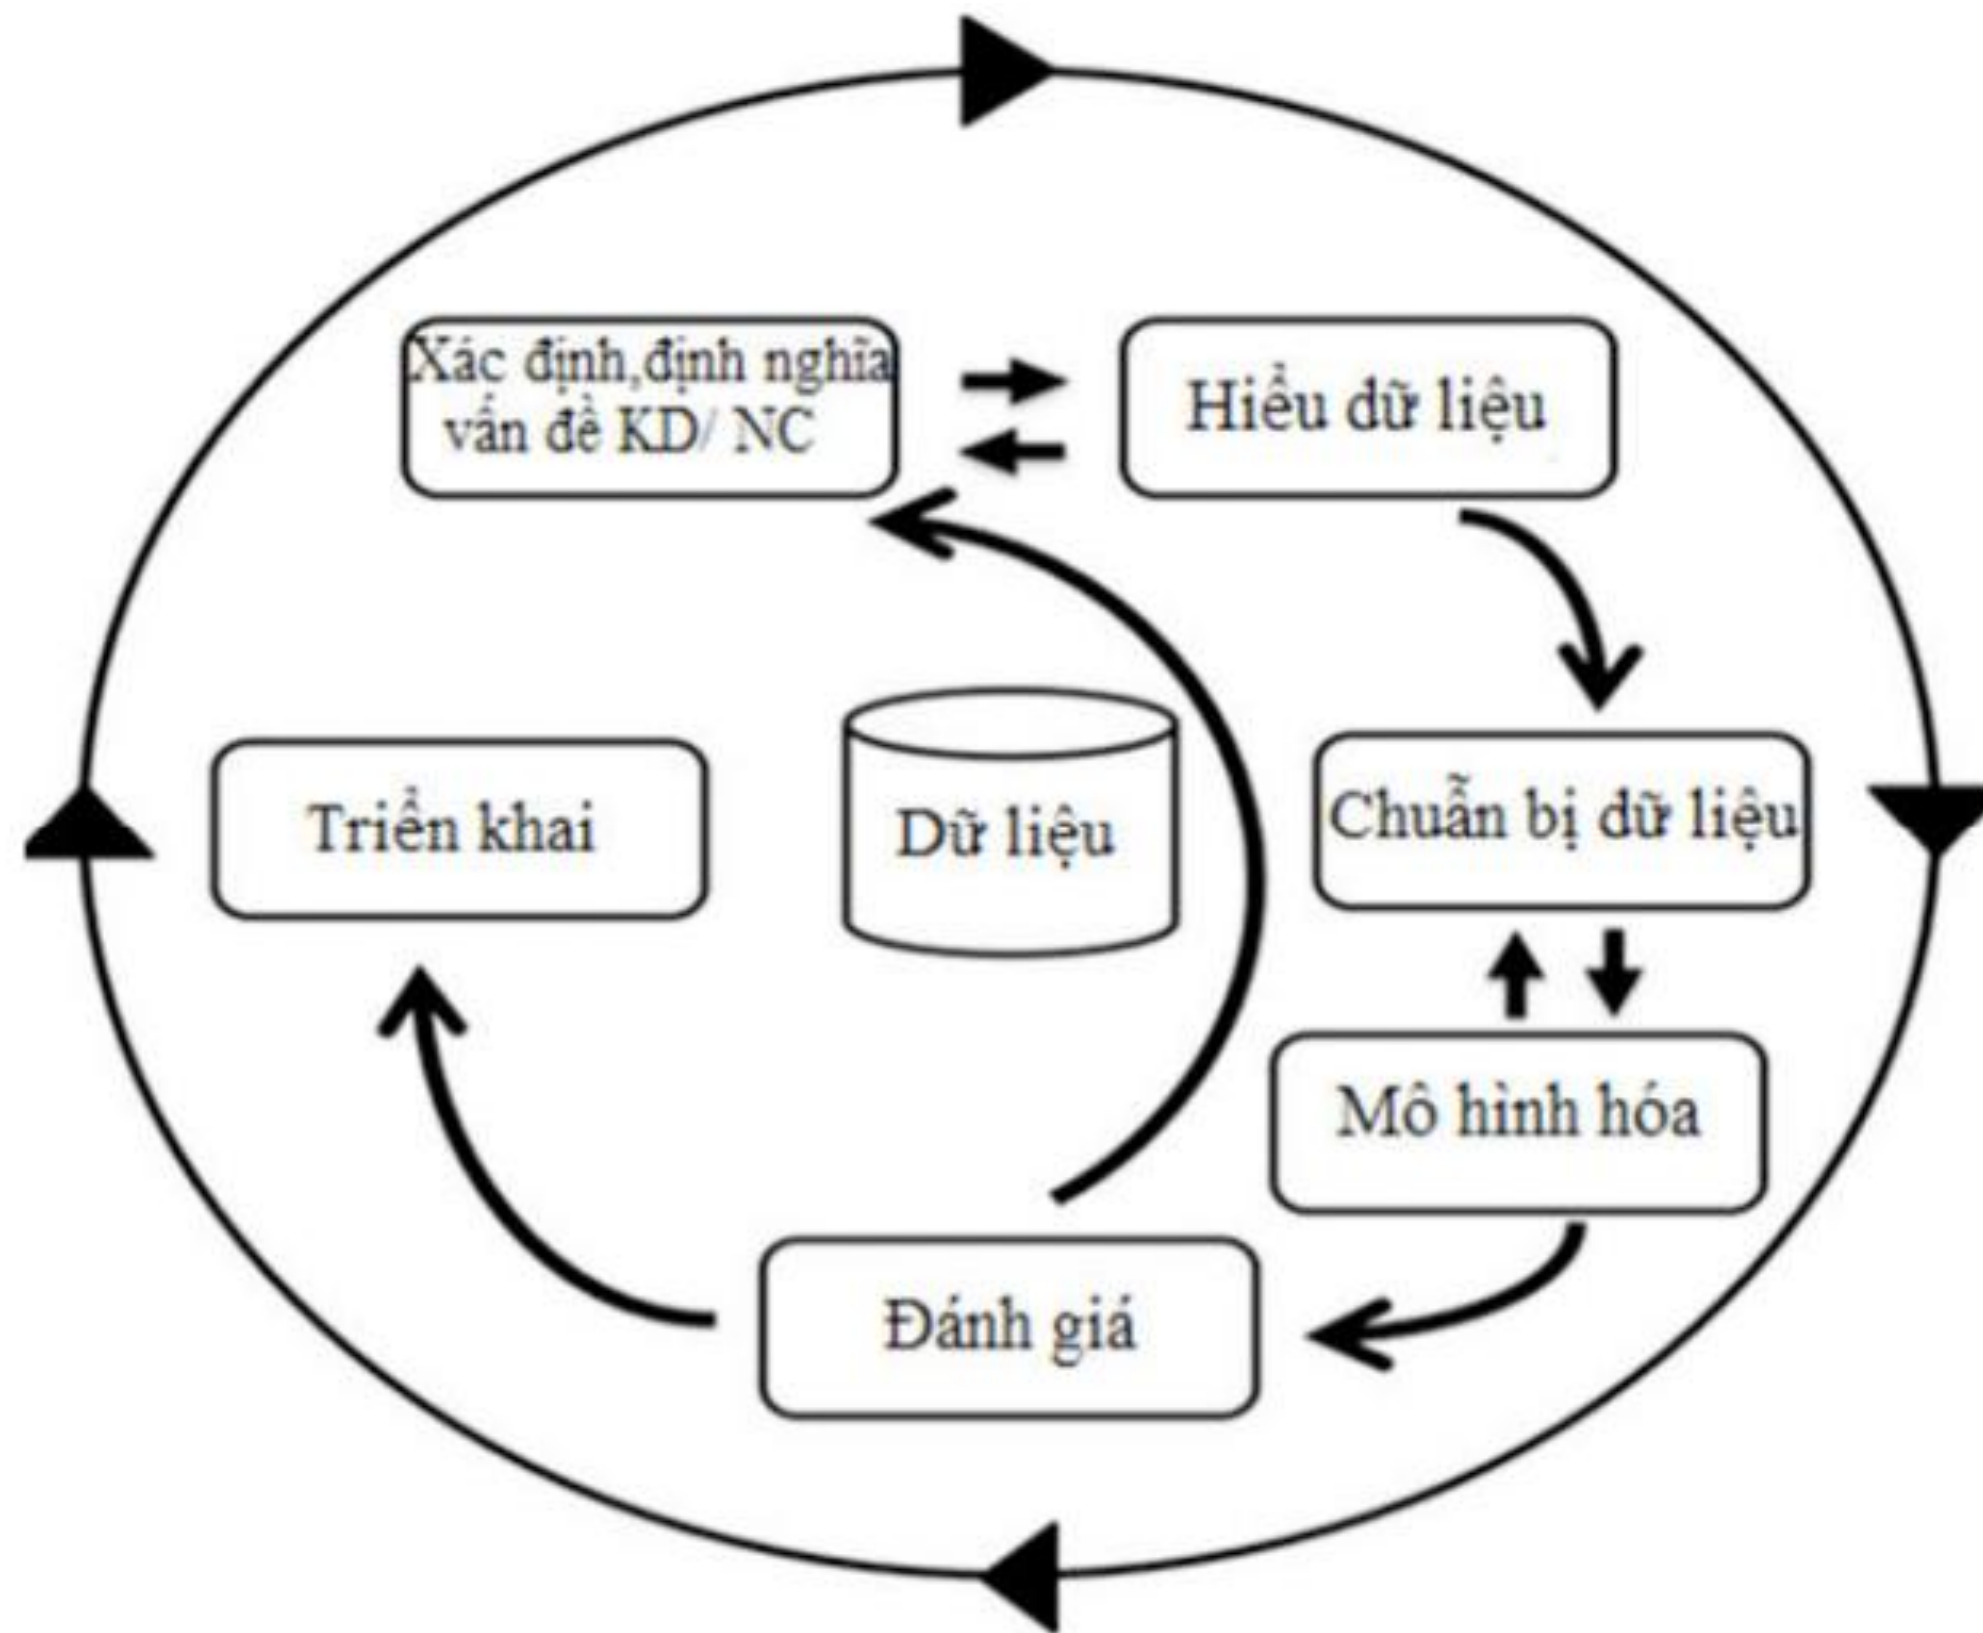 Xác định,định nghĩa
vấn đề KD/ NC
Hiểu dữ liệu
Triển khai
Dữ liệu
Chuẫn bị dữ liệu
Mô hình hóa
Đánh giá